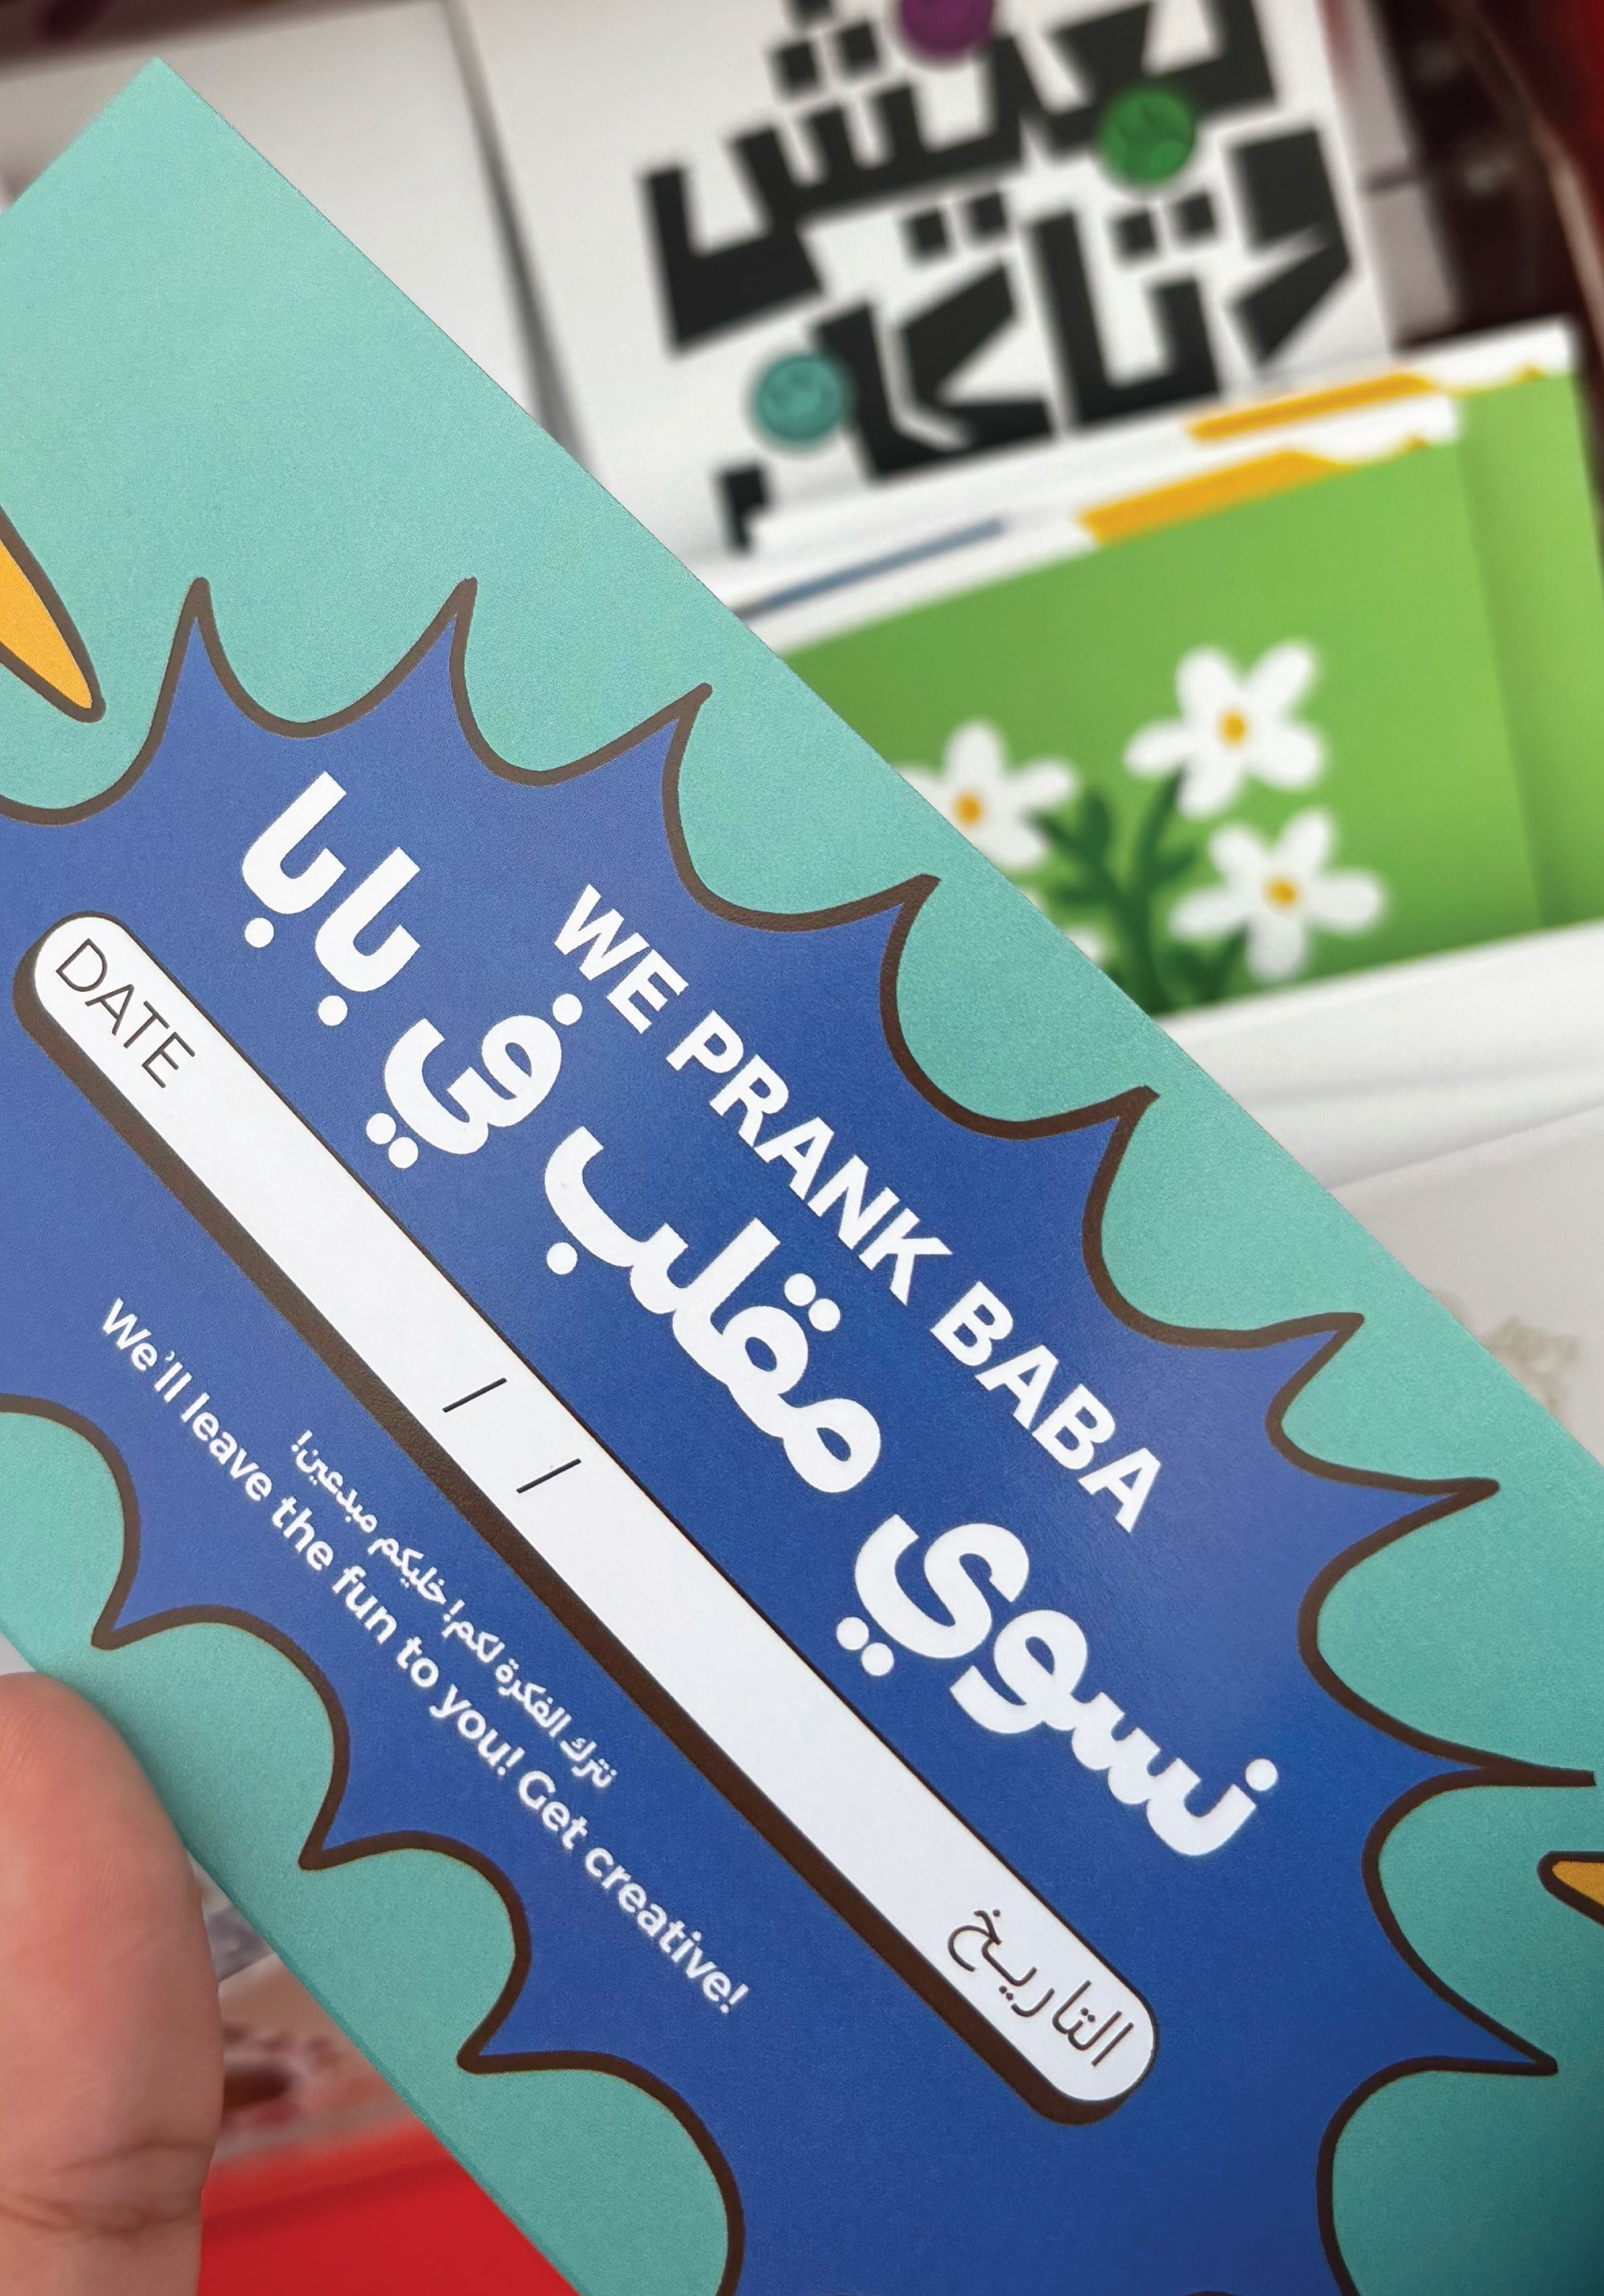 WE PRANK BABA
نسوي مقلب في بابا
DATE / / التاريخ
نترك الفكرة لكم! خليكم مبدعين!
We'll leave the fun to you! Get creative!